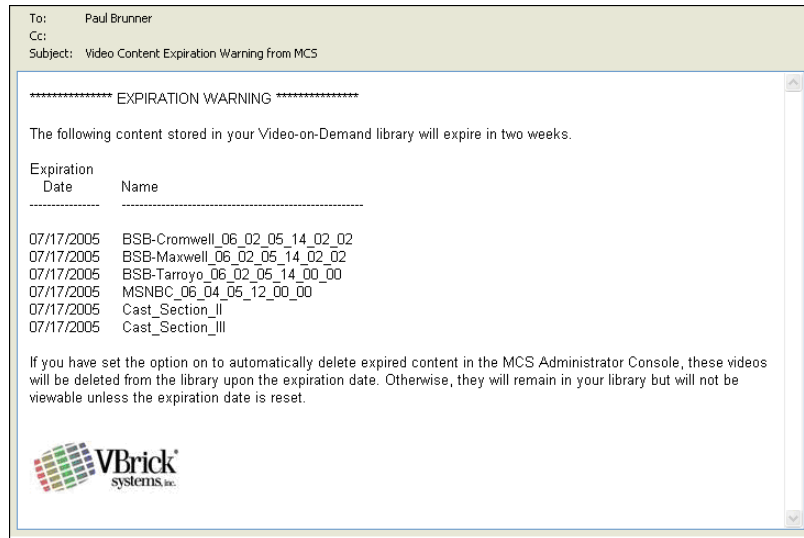 To: Paul Brunner
Cc:
Subject: Video Content Expiration Warning from MCS
*************** EXPIRATION WARNING ***************
The following content stored in your Video-on-Demand library will expire in two weeks.
Expiration
Date Name
---------------- -------------------------------------------------------
07/17/2005 BSB-Cromwell_06_02_05_14_02_02
07/17/2005 BSB-Maxwell_06_02_05_14_02_02
07/17/2005 BSB-Tarroyo_06_02_05_14_00_00
07/17/2005 MSNBC_06_04_05_12_00_00
07/17/2005 Cast_Section_II
07/17/2005 Cast_Section_III
If you have set the option on to automatically delete expired content in the MCS Administrator Console, these videos
will be deleted from the library upon the expiration date. Otherwise, they will remain in your library but will not be
viewable unless the expiration date is reset.
VBrick®
systems, inc.